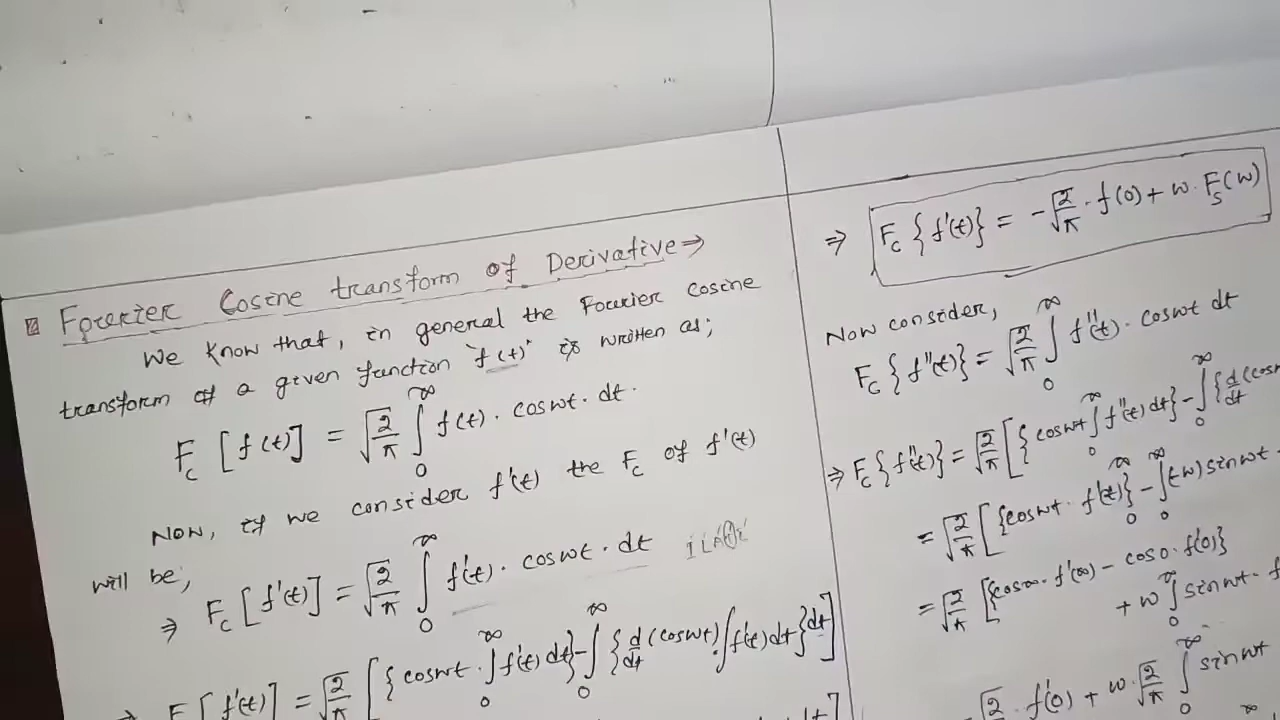 Fourier Cosine transform of Derivative ⇒
We know that, in general the Fourier Cosine
transform of a given function 'f(t)' is written as;
F_c [f(t)] = √(2/π) ∫_0^∞ f(t) · cos wt · dt.
Now, if we consider f'(t) the F_c of f'(t)
will be;
⇒ F_c [f'(t)] = √(2/π) ∫_0^∞ f'(t) · cos wt · dt
⇒ F [f'(t)] = √(2/π) [{cos wt · ∫_0^∞ f'(t) dt} - ∫_0^∞ {d/dt (cos wt) · ∫f'(t) dt} dt]
⇒ F_c {f'(t)} = -√(2/π) · f(0) + w · F_s(w)
Now consider,
F_c {f''(t)} = √(2/π) ∫_0^∞ f''(t) · cos wt dt
⇒ F_c {f''(t)} = √(2/π) [{cos wt ∫_0^∞ f''(t) dt} - ∫_0^∞ {d/dt (cos
= √(2/π) [{cos wt · f'(t)}_0^∞ - ∫_0^∞ (-w) sin wt ·
= √(2/π) [{cos ∞ · f'(∞) - cos 0 · f'(0)}
+ w ∫_0^∞ sin wt · f
√2 · f'(0) + w · √(2/π) ∫_0^∞ sin wt